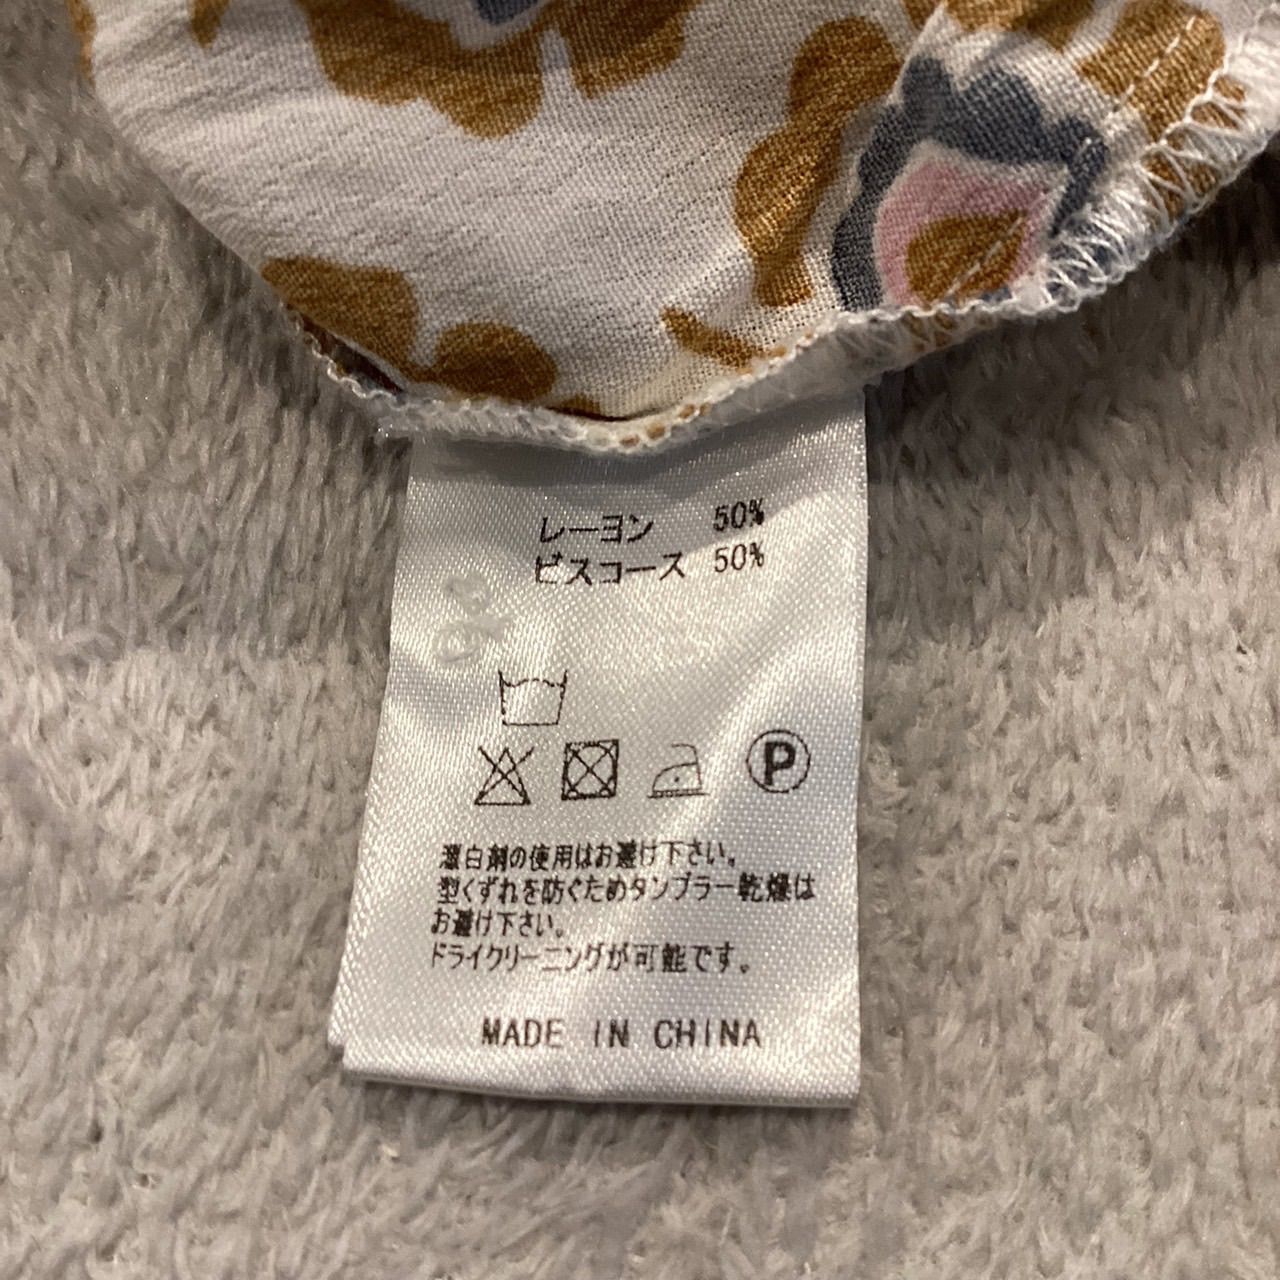 レーヨン 50%
ビスコース 50%
P
漂白剤の使用はお避け下さい。
型くずれを防ぐためタンブラー乾燥は
お避け下さい。
ドライクリーニングが可能です。
MADE IN CHINA